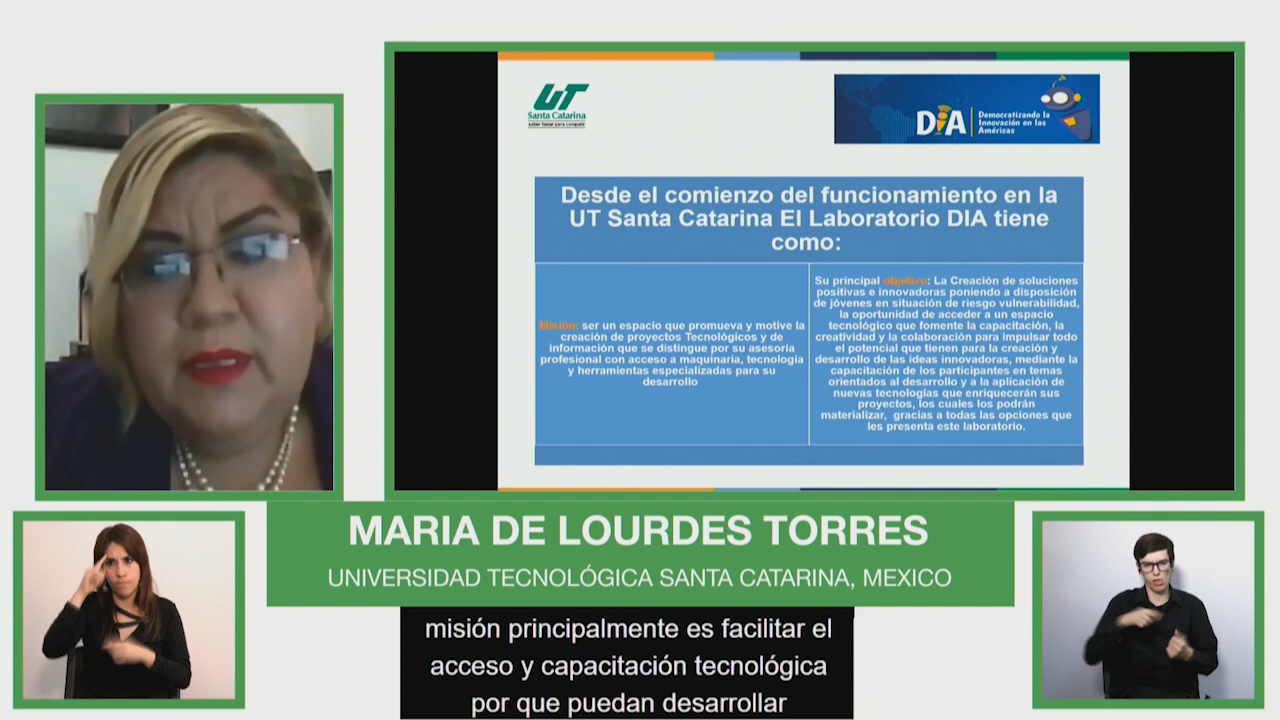 UT
Santa Catarina
saber hacer para competir
DIA
Democratizando la
Innovación en las
Américas
Desde el comienzo del funcionamiento en la
UT Santa Catarina El Laboratorio DIA tiene
como:
Misión: ser un espacio que promueva y motive la
creación de proyectos Tecnológicos y de
información que se distingue por su asesoría
profesional con acceso a maquinaria, tecnología
y herramientas especializadas para su
desarrollo
Su principal objetivo: La Creación de soluciones
positivas e innovadoras poniendo a disposición
de jóvenes en situación de riesgo vulnerabilidad,
la oportunidad de acceder a un espacio
tecnológico que fomente la capacitación, la
creatividad y la colaboración para impulsar todo
el potencial que tienen para la creación y
desarrollo de las ideas innovadoras, mediante la
capacitación de los participantes en temas
orientados al desarrollo y a la aplicación de
nuevas tecnologías que enriquecerán sus
proyectos, los cuales los podrán
materializar, gracias a todas las opciones que
les presenta este laboratorio.
MARIA DE LOURDES TORRES
UNIVERSIDAD TECNOLÓGICA SANTA CATARINA, MEXICO
misión principalmente es facilitar el
acceso y capacitación tecnológica
por que puedan desarrollar